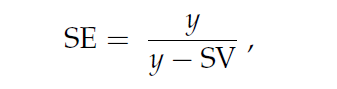 SE = y / (y − SV) ,